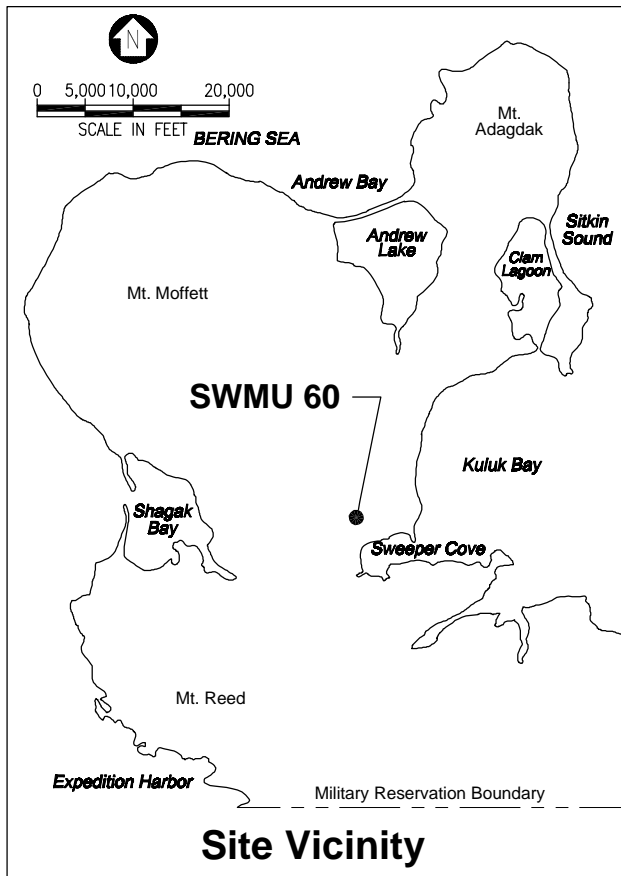 N
0 5,000 10,000 20,000
SCALE IN FEET
BERING SEA
Mt.
Adagdak
Andrew Bay
Andrew
Lake
Sitkin
Sound
Clam
Lagoon
Mt. Moffett
SWMU 60
Kuluk Bay
Shagak
Bay
Sweeper Cove
Mt. Reed
Expedition Harbor
Military Reservation Boundary
Site Vicinity